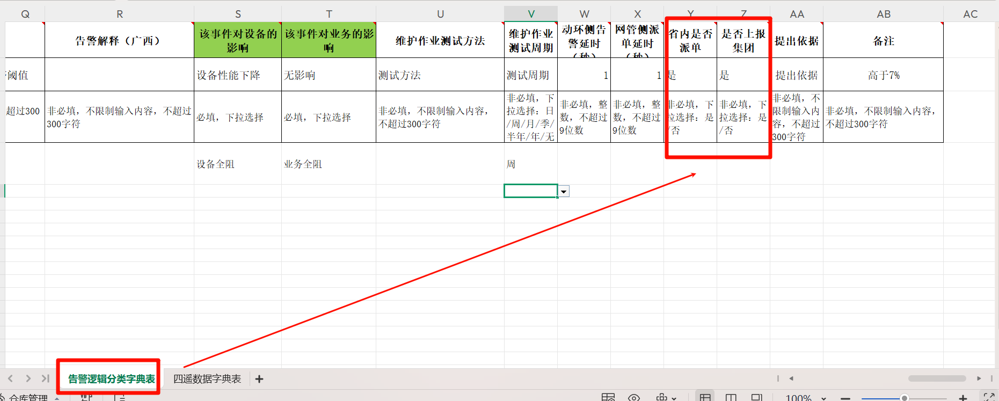 Q R S T U V W X Y Z AA AB AC
告警解释（广西）
该事件对设备的
影响
该事件对业务的影
响
维护作业测试方法
维护作业
测试周期
动环侧告
警延时
（秒）
网管侧派
单延时
（秒）
省内是否
派单
是否上报
集团
提出依据
备注
阈值
设备性能下降
无影响
测试方法
测试周期
1
1
是
是
提出依据
高于7%
超过300
非必填，不限制输入内容，不超过
300字符
必填，下拉选择
必填，下拉选择
非必填，不限制输入内容，
不超过300字符
非必填，下
拉选择：日
/周/月/季/
半年/年/无
非必填，整
数，不超过
9位数
非必填，整
数，不超过
9位数
非必填，下
拉选择：是
/否
非必填，下
拉选择：是
/否
非必填，不
限制输入内
容，不超过
300字符
非必填，不限制输入内容，
不超过300字符
设备全阻
业务全阻
周
告警逻辑分类字典表
四遥数据字典表
仓库管理
100%